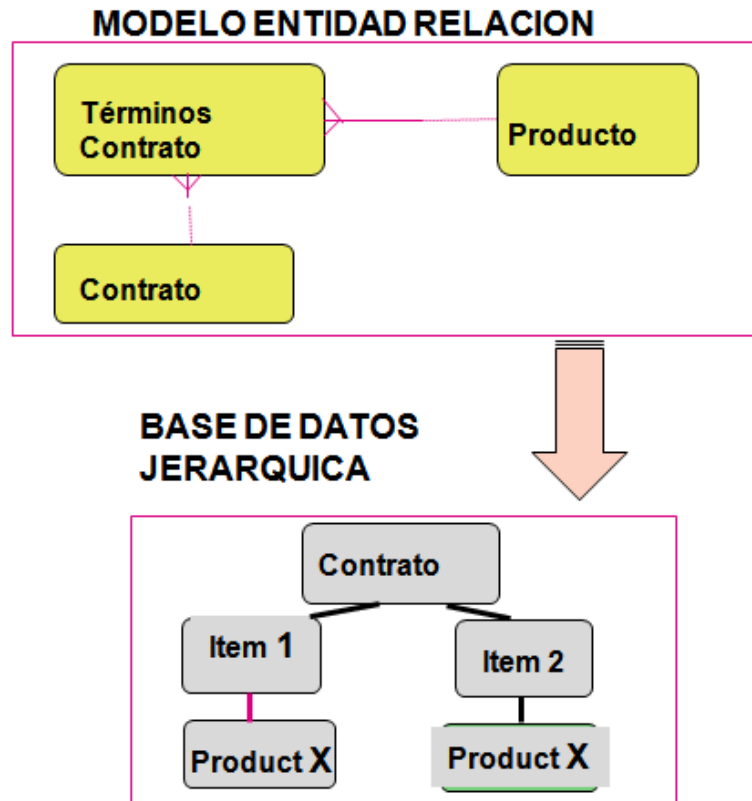 MODELO ENTIDAD RELACION
Términos
Contrato
Producto
Contrato
BASE DE DATOS
JERARQUICA
Contrato
Item 1
Item 2
Product X
Product X